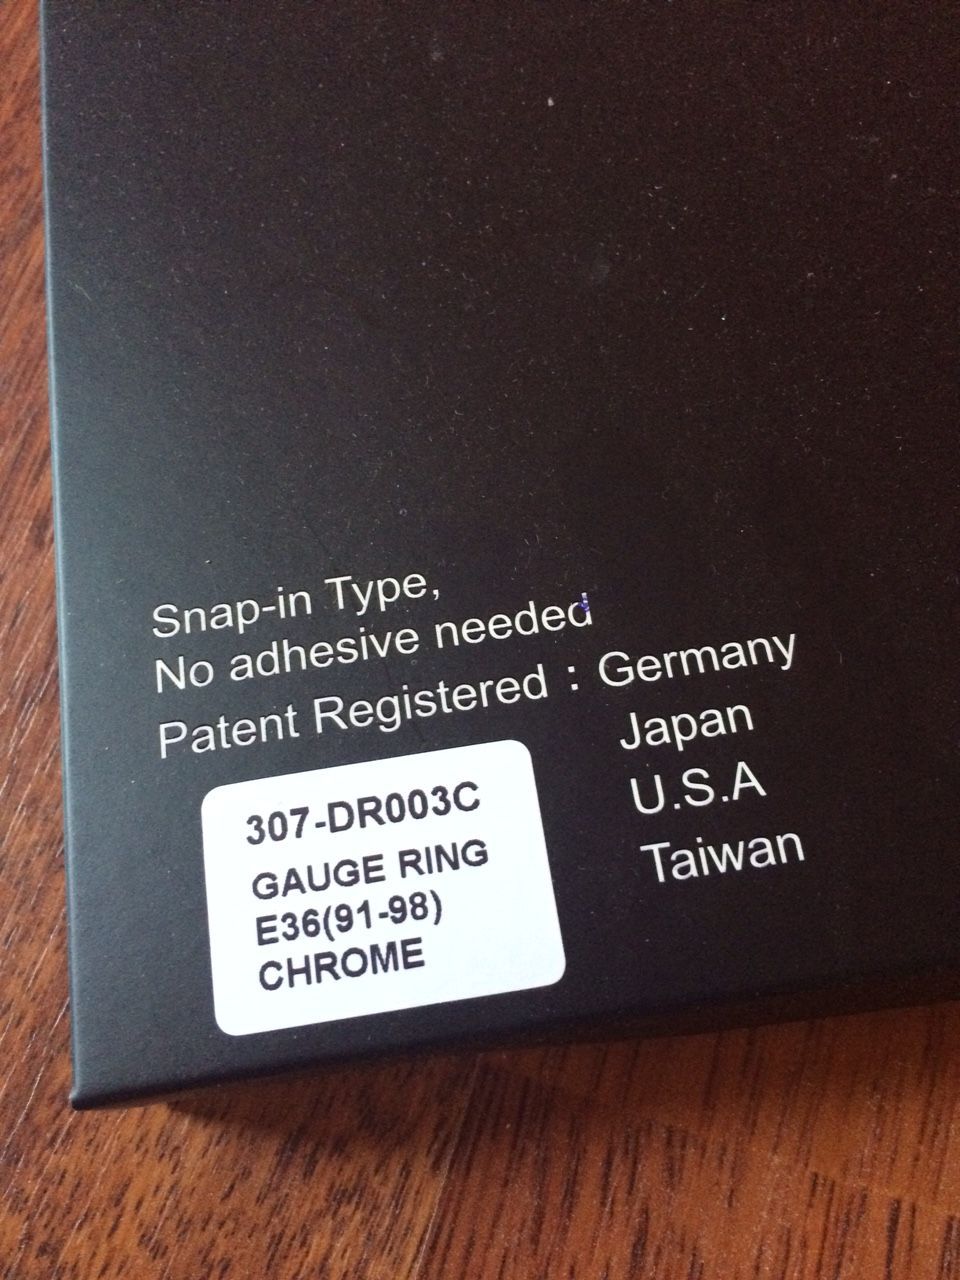 Snap-in Type,
No adhesive needed
Patent Registered : Germany
Japan
U.S.A
Taiwan
307-DR003C
GAUGE RING
E36(91-98)
CHROME